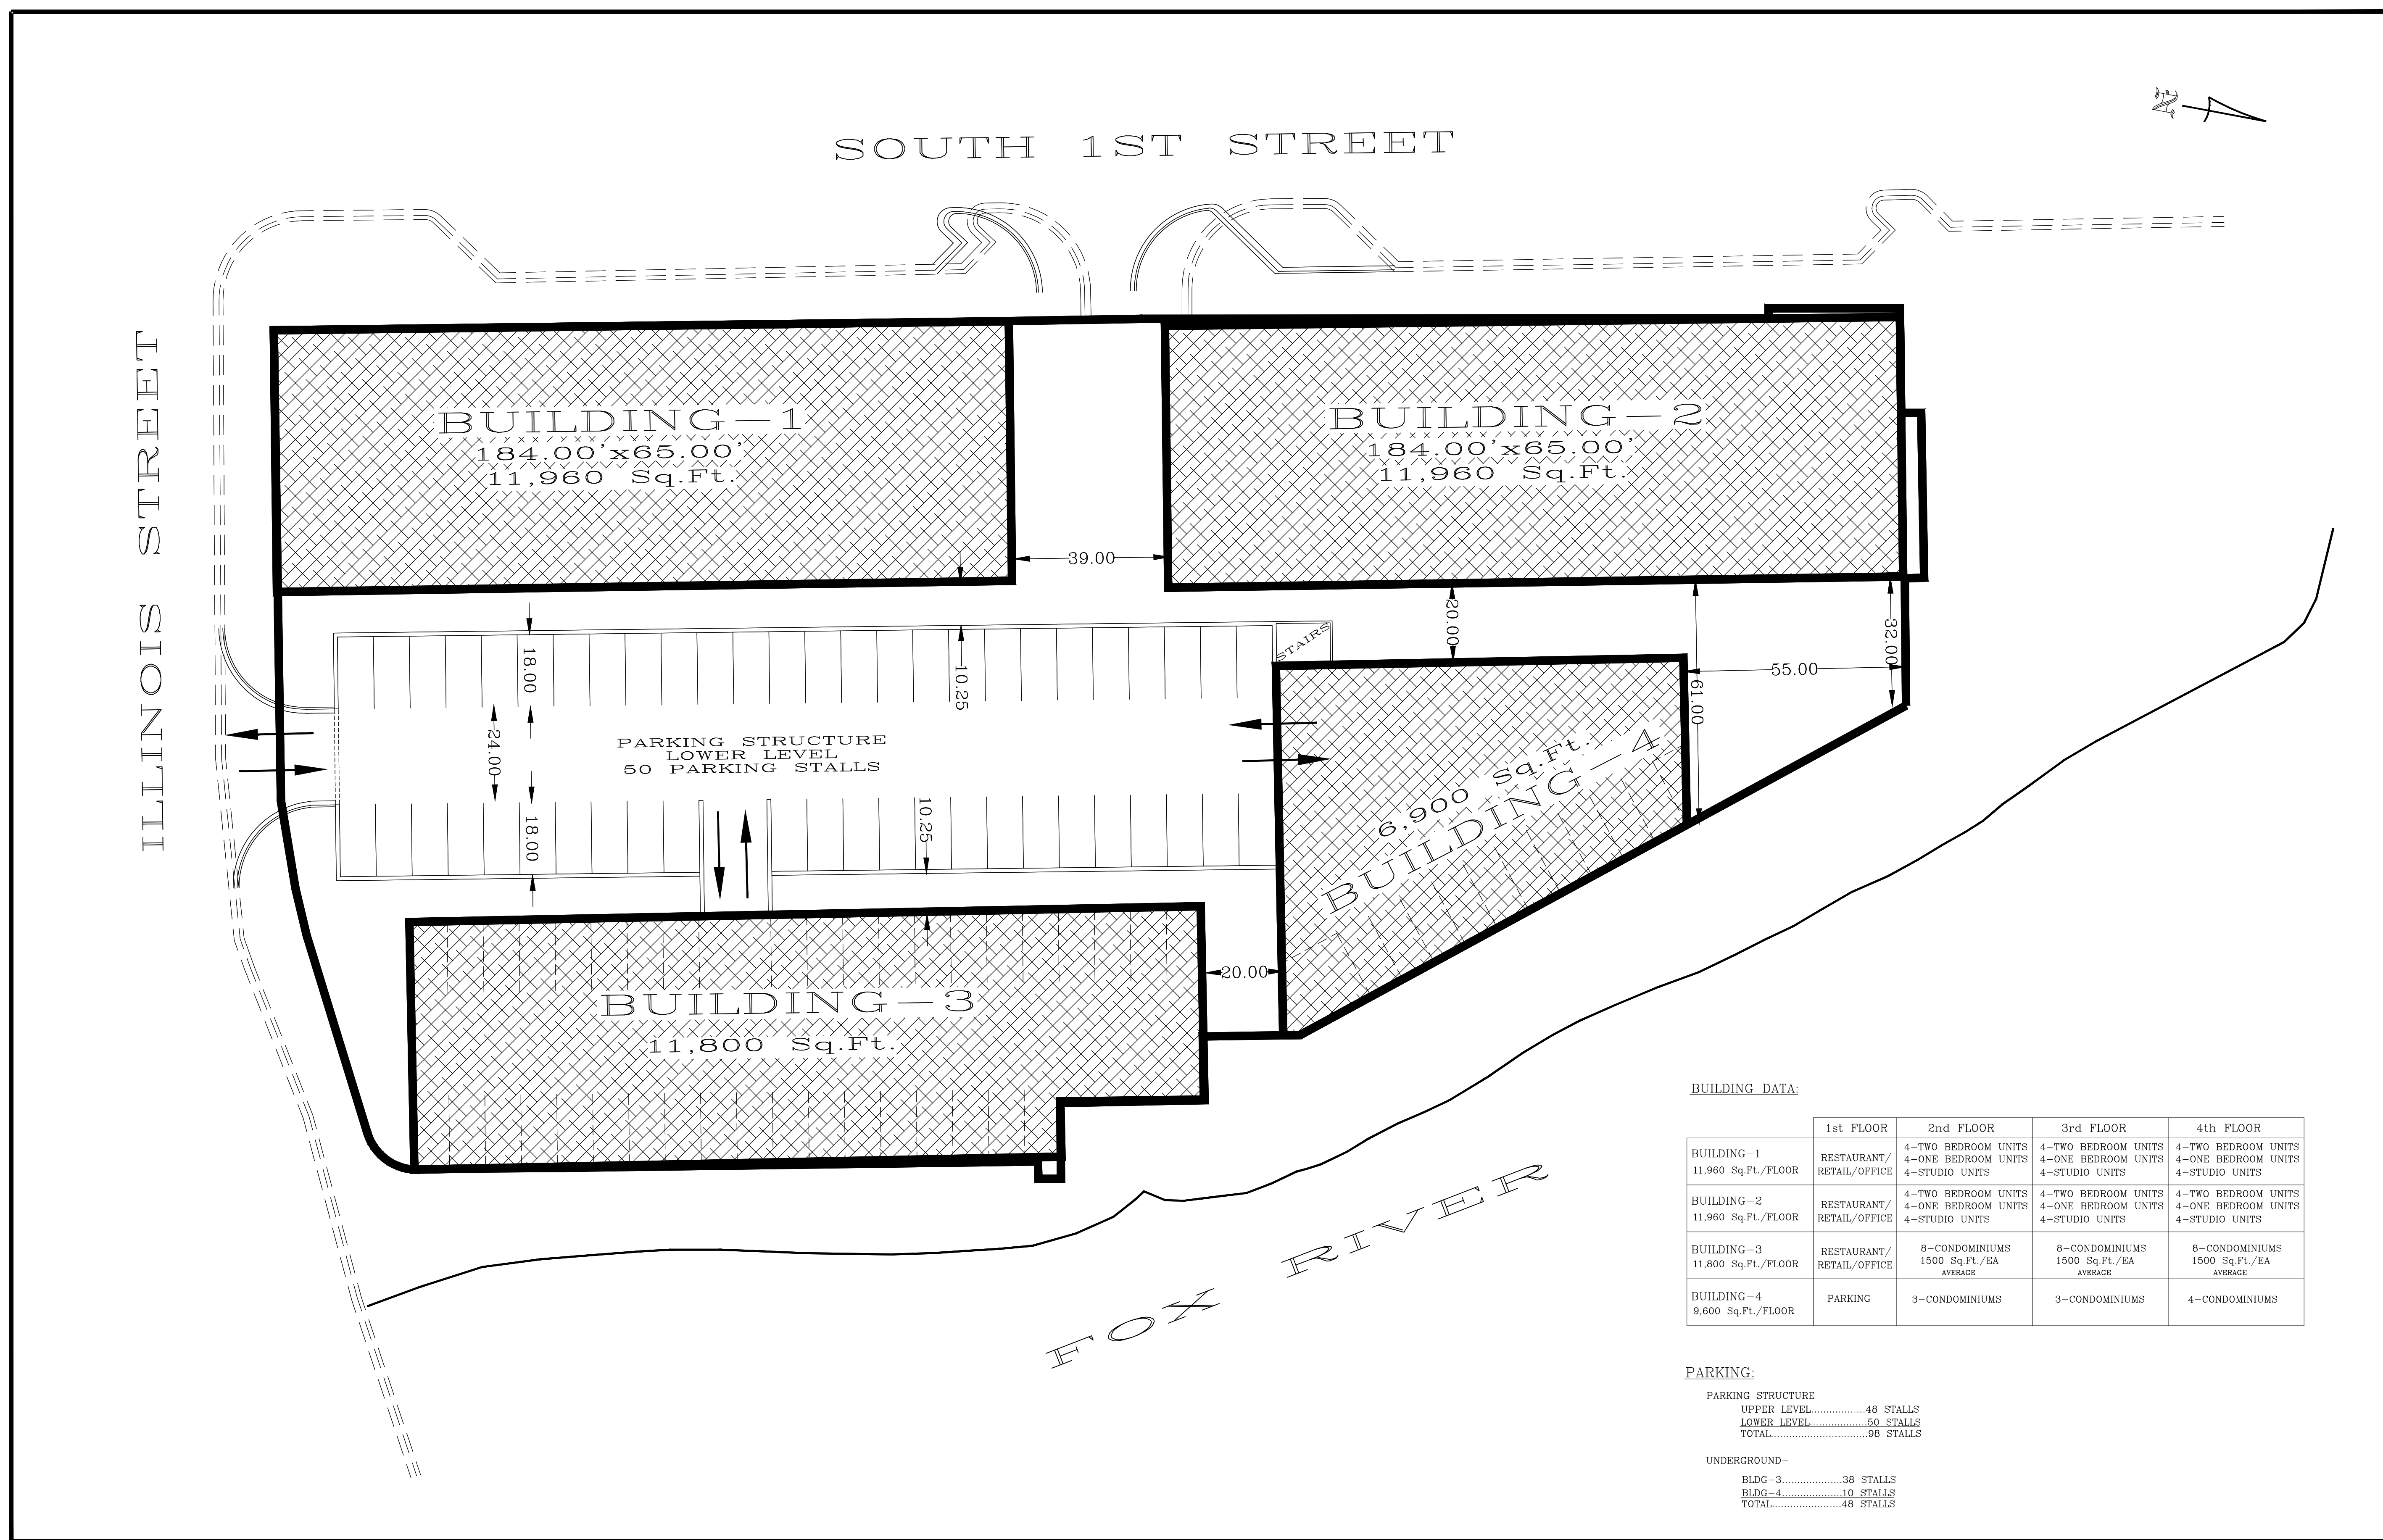 N
SOUTH 1ST STREET
ILLINOIS STREET
BUILDING-1
184.00'x65.00'
11,960 Sq.Ft.
BUILDING-2
184.00'x65.00'
11,960 Sq.Ft.
39.00
20.00
32.00
55.00
61.00
STAIRS
18.00
10.25
24.00
PARKING STRUCTURE
LOWER LEVEL
50 PARKING STALLS
18.00
10.25
6,900 Sq.Ft.
BUILDING-4
20.00
BUILDING-3
11,800 Sq.Ft.
FOX RIVER
BUILDING DATA:
1st FLOOR 2nd FLOOR 3rd FLOOR 4th FLOOR
BUILDING-1 4-TWO BEDROOM UNITS 4-TWO BEDROOM UNITS 4-TWO BEDROOM UNITS
RESTAURANT/ 4-ONE BEDROOM UNITS 4-ONE BEDROOM UNITS 4-ONE BEDROOM UNITS
11,960 Sq.Ft./FLOOR RETAIL/OFFICE 4-STUDIO UNITS 4-STUDIO UNITS 4-STUDIO UNITS
BUILDING-2 4-TWO BEDROOM UNITS 4-TWO BEDROOM UNITS 4-TWO BEDROOM UNITS
RESTAURANT/ 4-ONE BEDROOM UNITS 4-ONE BEDROOM UNITS 4-ONE BEDROOM UNITS
11,960 Sq.Ft./FLOOR RETAIL/OFFICE 4-STUDIO UNITS 4-STUDIO UNITS 4-STUDIO UNITS
BUILDING-3 RESTAURANT/ 8-CONDOMINIUMS 8-CONDOMINIUMS 8-CONDOMINIUMS
11,800 Sq.Ft./FLOOR RETAIL/OFFICE 1500 Sq.Ft./EA 1500 Sq.Ft./EA 1500 Sq.Ft./EA
AVERAGE AVERAGE AVERAGE
BUILDING-4 PARKING 3-CONDOMINIUMS 3-CONDOMINIUMS 4-CONDOMINIUMS
9,600 Sq.Ft./FLOOR
PARKING:
PARKING STRUCTURE
UPPER LEVEL..................48 STALLS
LOWER LEVEL...................50 STALLS
TOTAL................................98 STALLS
UNDERGROUND-
BLDG-3....................38 STALLS
BLDG-4....................10 STALLS
TOTAL.......................48 STALLS